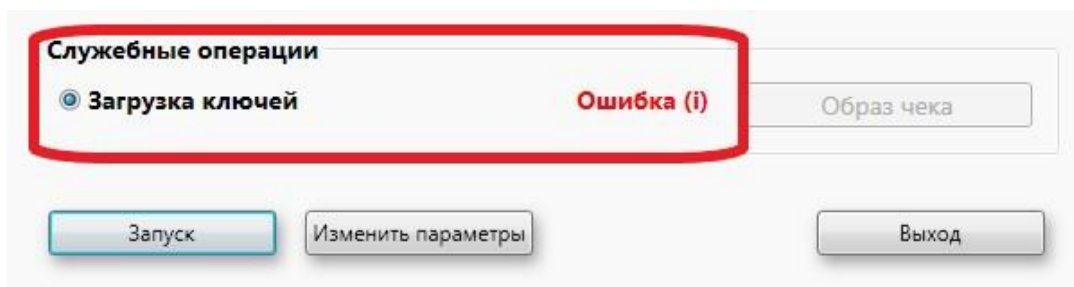 Служебные операции
Загрузка ключей Ошибка (i) Образ чека
Запуск Изменить параметры Выход